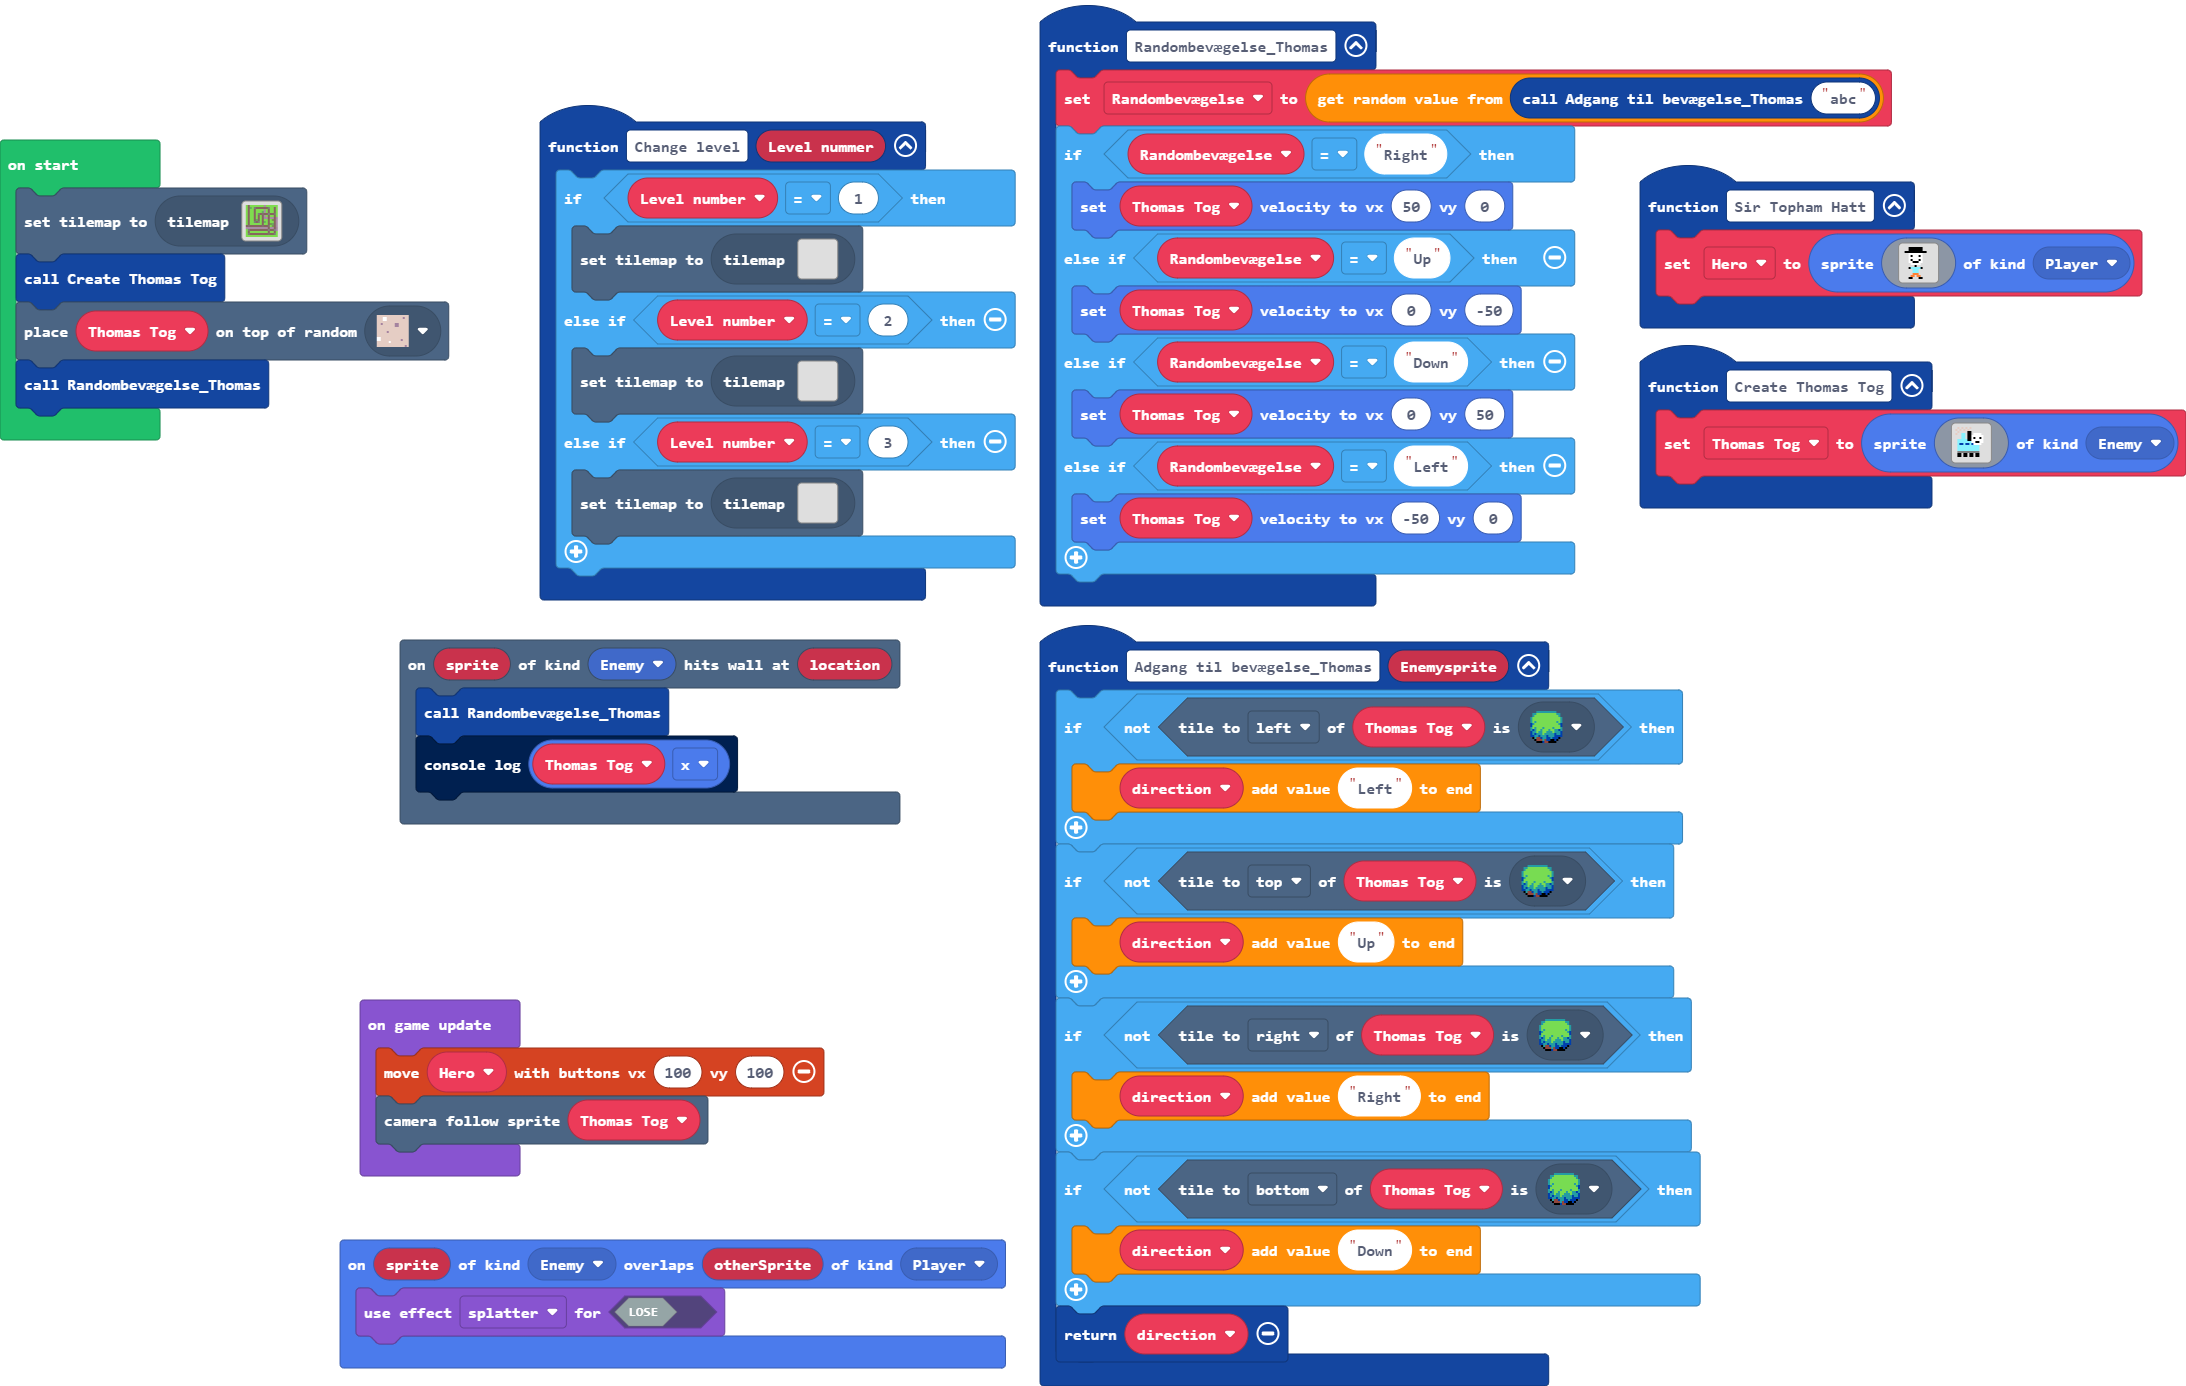 on start
set tilemap to tilemap
call Create Thomas Tog
place Thomas Tog on top of random
call Randombevægelse_Thomas
function Change level Level nummer
if Level number = 1 then
set tilemap to tilemap
else if Level number = 2 then
set tilemap to tilemap
else if Level number = 3 then
set tilemap to tilemap
function Randombevægelse_Thomas
set Randombevægelse to get random value from call Adgang til bevægelse_Thomas "abc"
if Randombevægelse = "Right" then
set Thomas Tog velocity to vx 50 vy 0
else if Randombevægelse = "Up" then
set Thomas Tog velocity to vx 0 vy -50
else if Randombevægelse = "Down" then
set Thomas Tog velocity to vx 0 vy 50
else if Randombevægelse = "Left" then
set Thomas Tog velocity to vx -50 vy 0
function Sir Topham Hatt
set Hero to sprite of kind Player
function Create Thomas Tog
set Thomas Tog to sprite of kind Enemy
on sprite of kind Enemy hits wall at location
call Randombevægelse_Thomas
console log Thomas Tog x
on game update
move Hero with buttons vx 100 vy 100
camera follow sprite Thomas Tog
on sprite of kind Enemy overlaps otherSprite of kind Player
use effect splatter for LOSE
function Adgang til bevægelse_Thomas Enemysprite
if not tile to left of Thomas Tog is then
direction add value "Left" to end
if not tile to top of Thomas Tog is then
direction add value "Up" to end
if not tile to right of Thomas Tog is then
direction add value "Right" to end
if not tile to bottom of Thomas Tog is then
direction add value "Down" to end
return direction